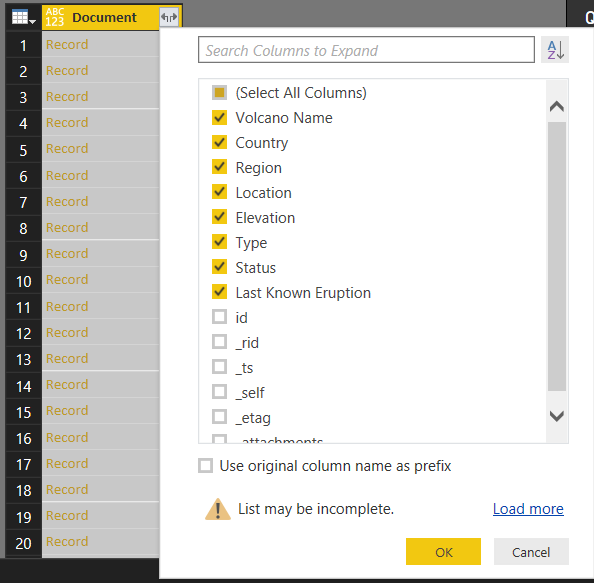 ABC
123
Document
Q
1 Record
2 Record
3 Record
4 Record
5 Record
6 Record
7 Record
8 Record
9 Record
10 Record
11 Record
12 Record
13 Record
14 Record
15 Record
16 Record
17 Record
18 Record
19 Record
20 Record
Search Columns to Expand
A
Z
(Select All Columns)
Volcano Name
Country
Region
Location
Elevation
Type
Status
Last Known Eruption
id
_rid
_ts
_self
_etag
_attachments
Use original column name as prefix
List may be incomplete. Load more
OK Cancel